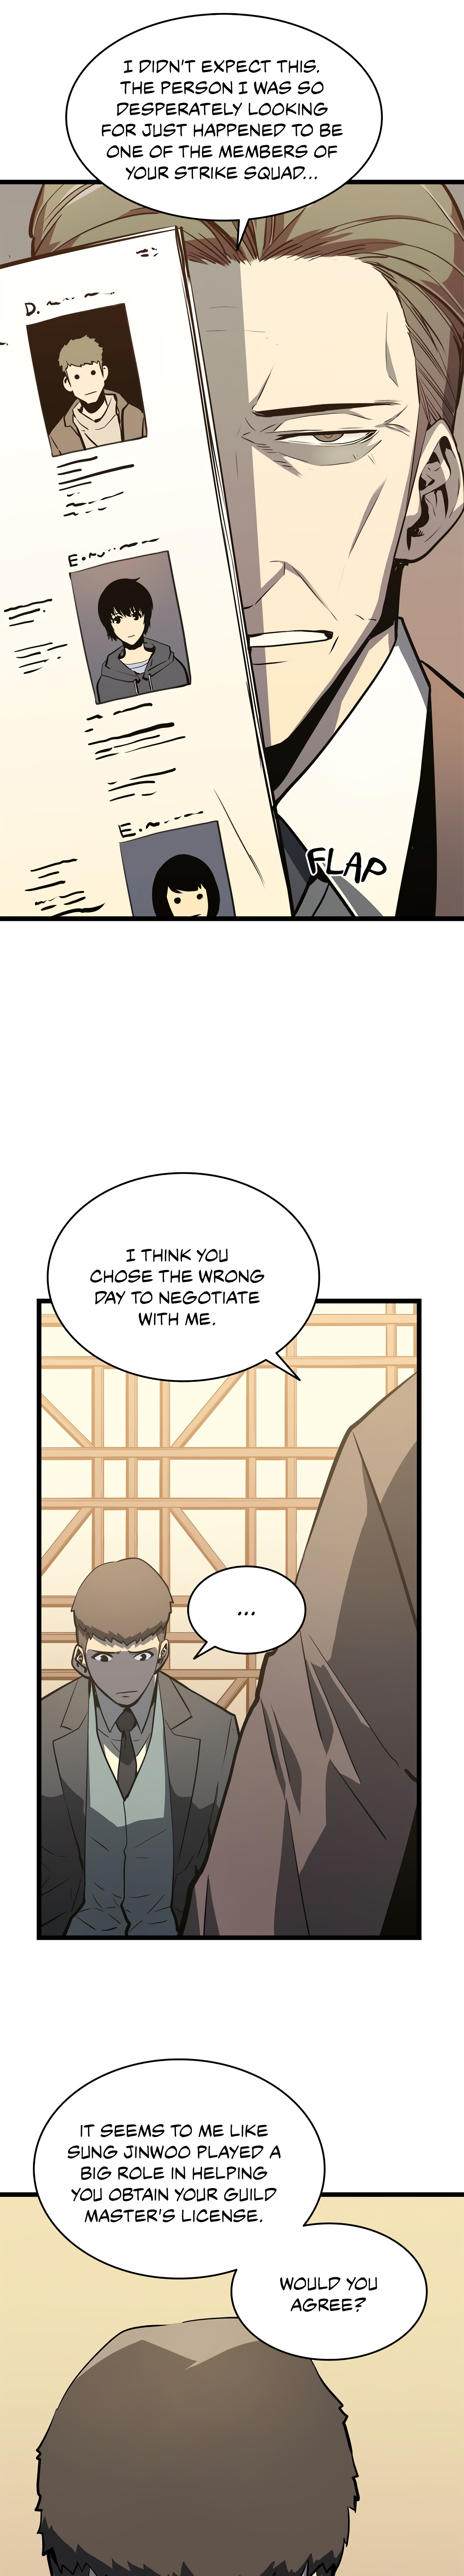 I DIDN'T EXPECT THIS.
THE PERSON I WAS SO
DESPERATELY LOOKING
FOR JUST HAPPENED TO BE
ONE OF THE MEMBERS OF
YOUR STRIKE SQUAD...
D.
E.
E.
FLAP
I THINK YOU
CHOSE THE WRONG
DAY TO NEGOTIATE
WITH ME.
...
IT SEEMS TO ME LIKE
SUNG JINWOO PLAYED A
BIG ROLE IN HELPING
YOU OBTAIN YOUR GUILD
MASTER'S LICENSE.
WOULD YOU
AGREE?